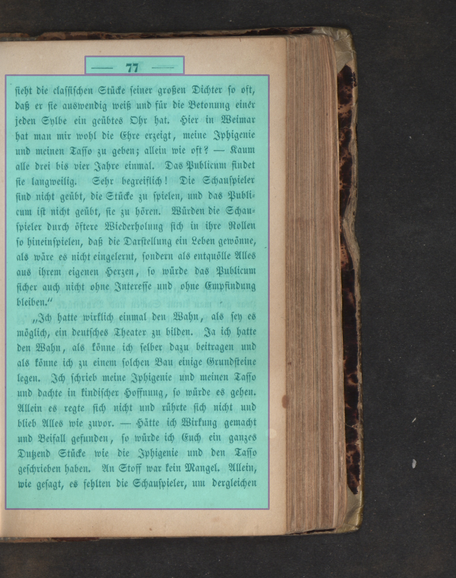 — 77 —
sieht die classischen Stücke seiner großen Dichter so oft,
daß er sie auswendig weiß und für die Betonung einer
jeden Sylbe ein geübtes Ohr hat. Hier in Weimar
hat man mir wohl die Ehre erzeigt, meine Iphigenie
und meinen Tasso zu geben; allein wie oft? — Kaum
alle drei bis vier Jahre einmal. Das Publicum findet
sie langweilig. Sehr begreiflich! Die Schauspieler
sind nicht geübt, die Stücke zu spielen, und das Publi-
cum ist nicht geübt, sie zu hören. Würden die Schau-
spieler durch öftere Wiederholung sich in ihre Rollen
so hineinspielen, daß die Darstellung ein Leben gewönne,
als wäre es nicht eingelernt, sondern als entquölle Alles
aus ihrem eigenen Herzen, so würde das Publicum
sicher auch nicht ohne Interesse und ohne Empfindung
bleiben.“
„Ich hatte wirklich einmal den Wahn, als sey es
möglich, ein deutsches Theater zu bilden. Ja ich hatte
den Wahn, als könne ich selber dazu beitragen und
als könne ich zu einem solchen Bau einige Grundsteine
legen. Ich schrieb meine Iphigenie und meinen Tasso
und dachte in kindischer Hoffnung, so würde es gehen.
Allein es regte sich nicht und rührte sich nicht und
blieb Alles wie zuvor. — Hätte ich Wirkung gemacht
und Beifall gefunden, so würde ich Euch ein ganzes
Dutzend Stücke wie die Iphigenie und den Tasso
geschrieben haben. An Stoff war kein Mangel. Allein,
wie gesagt, es fehlten die Schauspieler, um dergleichen